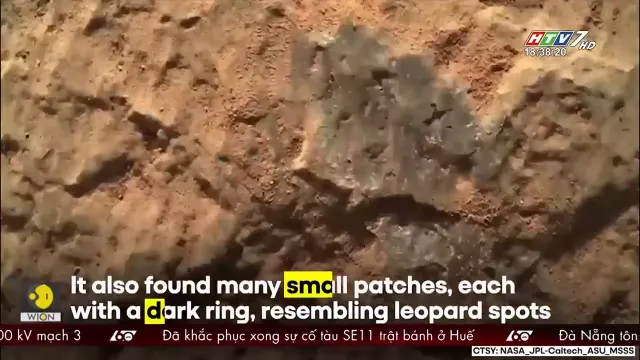 HTV7 HD
18:38:20
It also found many small patches, each
with a dark ring, resembling leopard spots
WION
00 kV mạch 3 60s Đã khắc phục xong sự cố tàu SE11 trật bánh ở Huế 60s Đà Nẵng tôn
CTSY: NASA_JPL-Caltech_ASU_MSSS